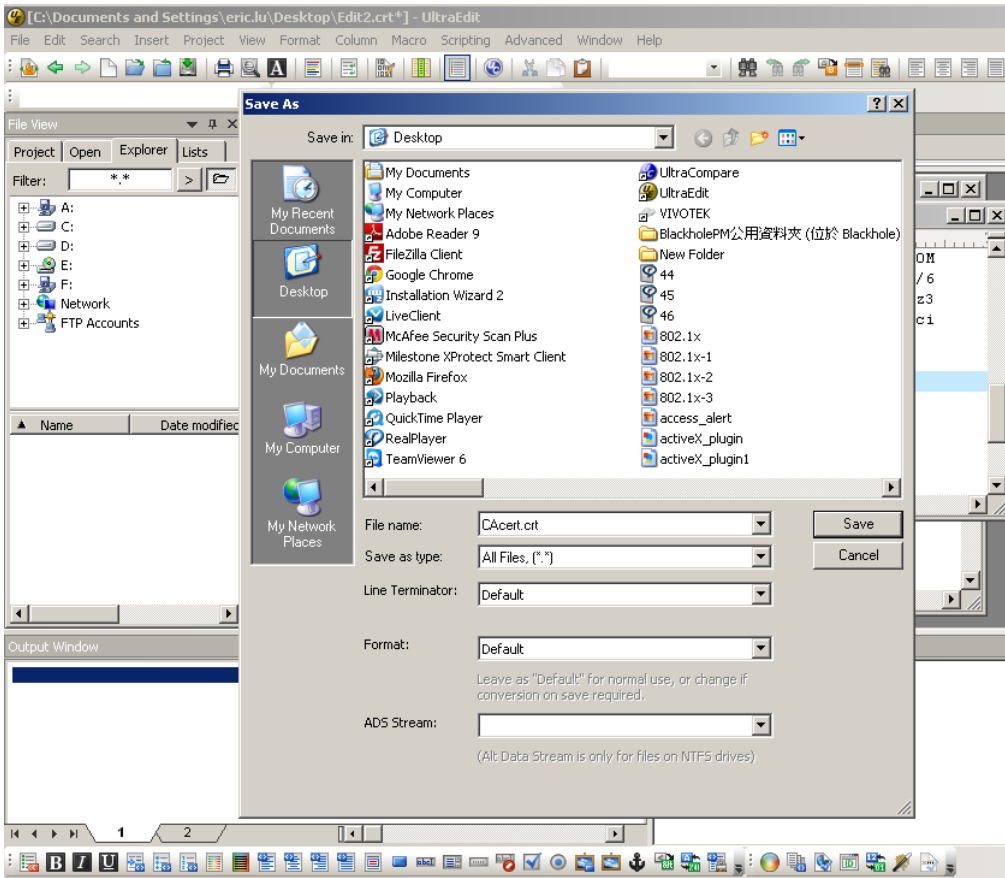 [C:\Documents and Settings\eric.lu\Desktop\Edit2.crt*] - UltraEdit
File Edit Search Insert Project View Format Column Macro Scripting Advanced Window Help
File View
Project Open Explorer Lists
Filter: *.*
A:
C:
D:
E:
F:
Network
FTP Accounts
Name Date modified
Output Window
1 2
Save As
Save in: Desktop
My Recent Documents
Desktop
My Documents
My Computer
My Network Places
My Documents
My Computer
My Network Places
Adobe Reader 9
FileZilla Client
Google Chrome
Installation Wizard 2
LiveClient
McAfee Security Scan Plus
Milestone XProtect Smart Client
Mozilla Firefox
Playback
QuickTime Player
RealPlayer
TeamViewer 6
UltraCompare
UltraEdit
VIVOTEK
BlackholePM公用資料夾 (位於 Blackhole)
New Folder
44
45
46
802.1x
802.1x-1
802.1x-2
802.1x-3
access_alert
activeX_plugin
activeX_plugin1
File name: CAcert.crt
Save
Save as type: All Files, (*.*)
Cancel
Line Terminator: Default
Format: Default
Leave as "Default" for normal use, or change if
conversion on save required.
ADS Stream:
(Alt Data Stream is only for files on NTFS drives)
OM
/6
z3
ci